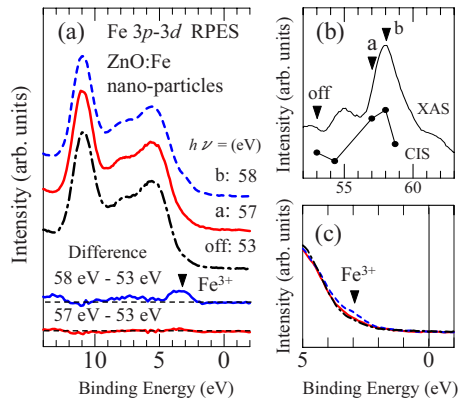 (a) Fe 3p-3d RPES
ZnO:Fe
nano-particles
h ν = (eV)
b: 58
a: 57
off: 53
Difference
58 eV - 53 eV
Fe3+
57 eV - 53 eV
Intensity (arb. units)
10 5 0
Binding Energy (eV)
(b)
b
a
off
XAS
CIS
Intensity (arb. units)
55 60
(c)
Fe3+
Intensity (arb. units)
5 0
Binding Energy (eV)